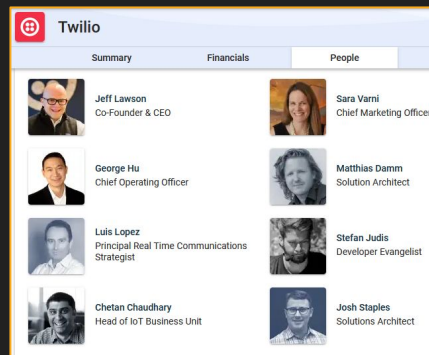 Twilio
Summary Financials People
Jeff Lawson
Co-Founder & CEO
Sara Varni
Chief Marketing Officer
George Hu
Chief Operating Officer
Matthias Damm
Solution Architect
Luis Lopez
Principal Real Time Communications
Strategist
Stefan Judis
Developer Evangelist
Chetan Chaudhary
Head of IoT Business Unit
Josh Staples
Solutions Architect